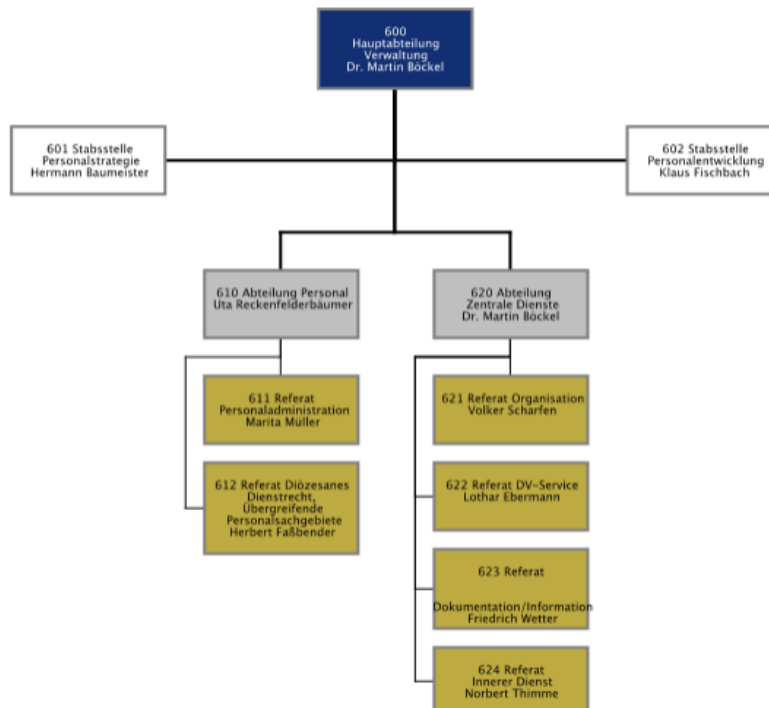 600
Hauptabteilung
Verwaltung
Dr. Martin Böckel
601 Stabsstelle
Personalstrategie
Hermann Baumeister
602 Stabsstelle
Personalentwicklung
Klaus Fischbach
610 Abteilung Personal
Uta Reckenfelderbäumer
620 Abteilung
Zentrale Dienste
Dr. Martin Böckel
611 Referat
Personaladministration
Marita Müller
621 Referat Organisation
Volker Scharfen
612 Referat Diözesanes
Dienstrecht,
Übergreifende
Personalsachgebiete
Herbert Faßbender
622 Referat DV-Service
Lothar Ebermann
623 Referat
Dokumentation/Information
Friedrich Wetter
624 Referat
Innerer Dienst
Norbert Thimme